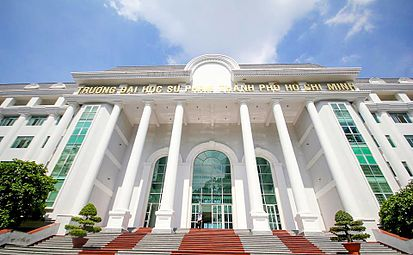 TRƯỜNG ĐẠI HỌC SƯ PHẠM THÀNH PHỐ HỒ CHÍ MINH